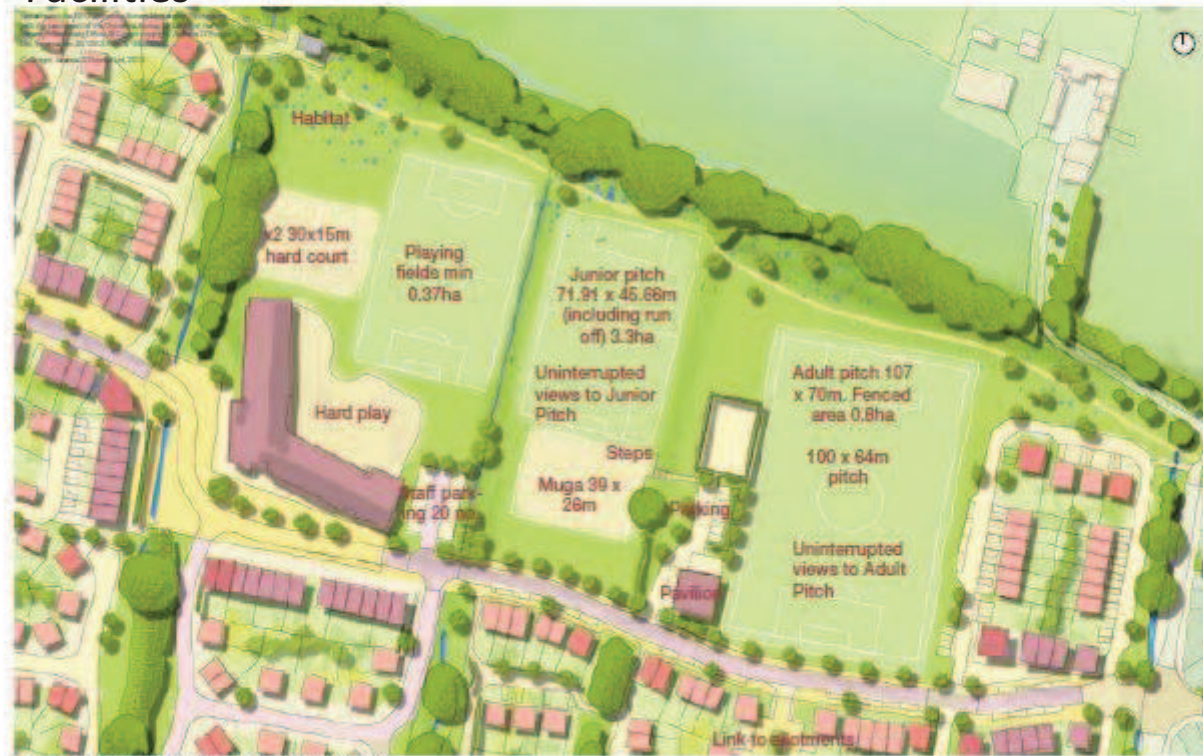 Facilities
Habitat
x2 30x15m
hard court
Playing
fields min
0.37ha
Junior pitch
71.91 x 45.66m
(including run
off) 3.3ha
Uninterrupted
views to Junior
Pitch
Adult pitch 107
x 70m. Fenced
area 0.8ha
100 x 64m
pitch
Hard play
Steps
Muga 39 x
26m
Staff park-
ing 20 no.
Parking
Uninterrupted
views to Adult
Pitch
Pavilion
Link to allotments